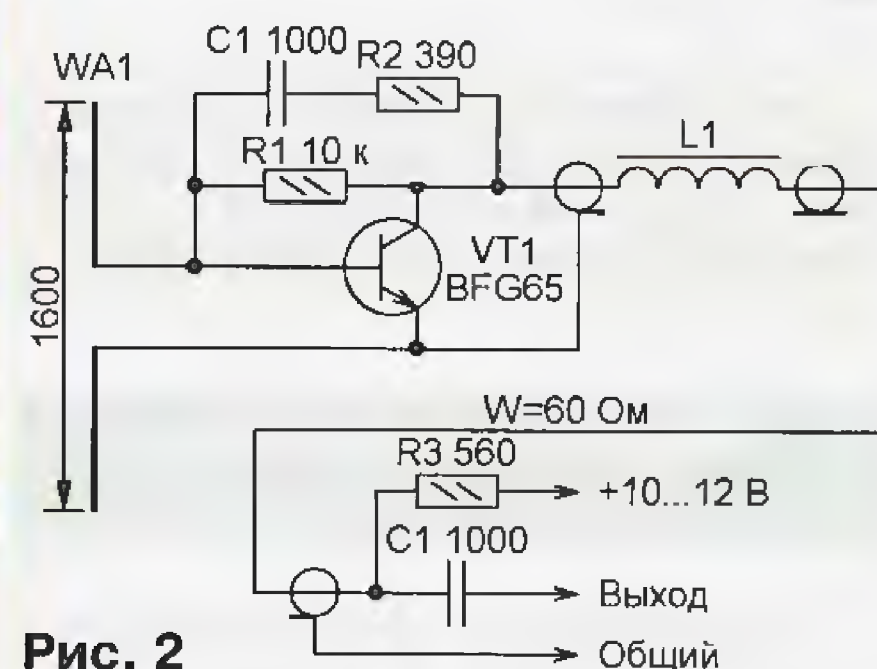 C1 1000
R2 390
WA1
R1 10 к
L1
VT1
BFG65
1600
W=60 Ом
R3 560
+10...12 В
C1 1000
Выход
Общий
Рис. 2